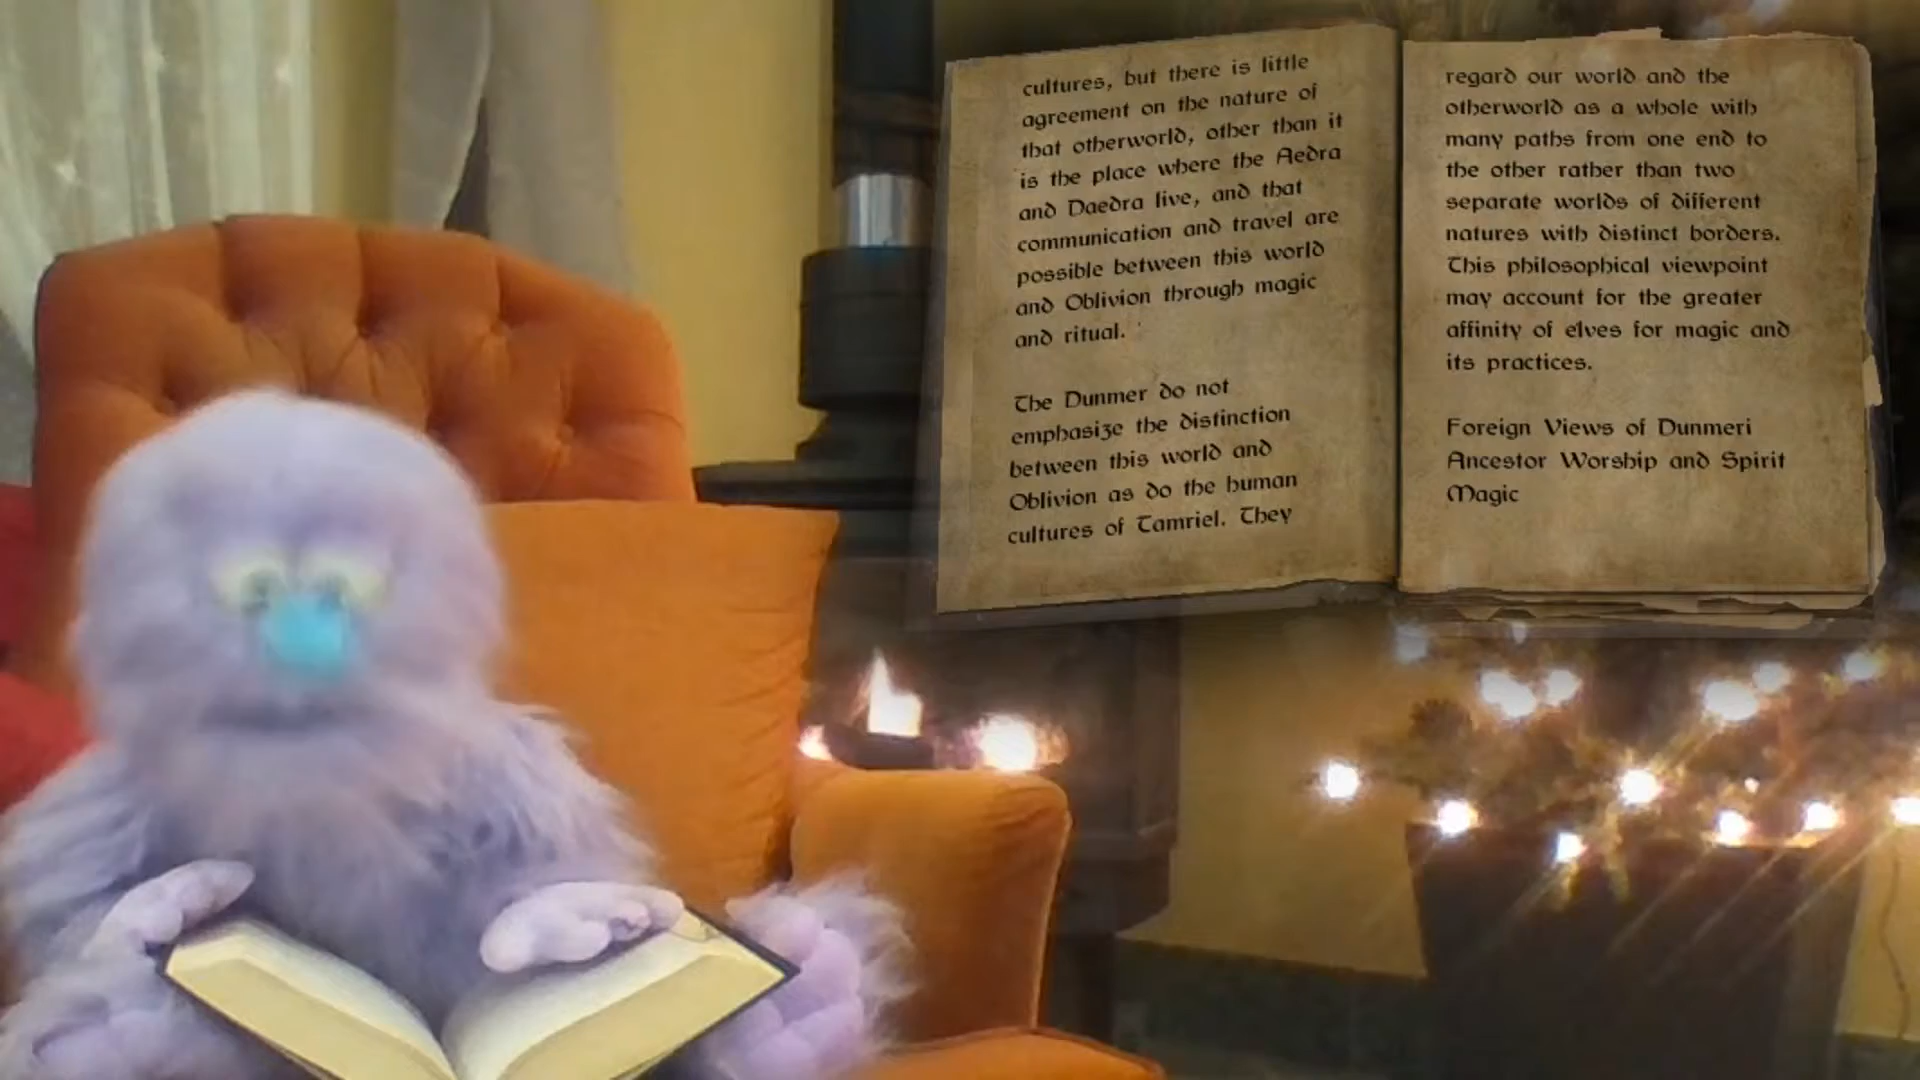 cultures, but there is little
agreement on the nature of
that otherworld, other than it
is the place where the Aedra
and Daedra live, and that
communication and travel are
possible between this world
and Oblivion through magic
and ritual.
The Dunmer do not
emphasize the distinction
between this world and
Oblivion as do the human
cultures of Tamriel. They
regard our world and the
otherworld as a whole with
many paths from one end to
the other rather than two
separate worlds of different
natures with distinct borders.
This philosophical viewpoint
may account for the greater
affinity of elves for magic and
its practices.
Foreign Views of Dunmeri
Ancestor Worship and Spirit
Magic